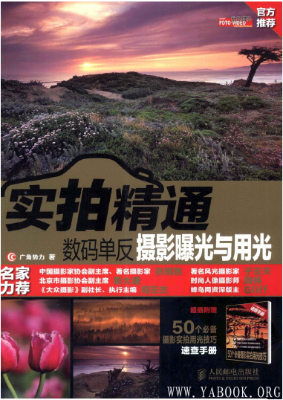 官方
推荐
FOTO VIDEO
实拍精通
数码单反 摄影曝光与用光
广角势力 著
名家
力荐
中国摄影家协会副主席、著名摄影家
北京市摄影协会副主席
《大众摄影》副社长、执行主编
著名风光摄影家
时尚人像摄影师
蜂鸟网资深版主
超值附赠
50个必备
摄影实拍用光技巧
速查手册
人民邮电出版社
WWW.YABOOK.ORG